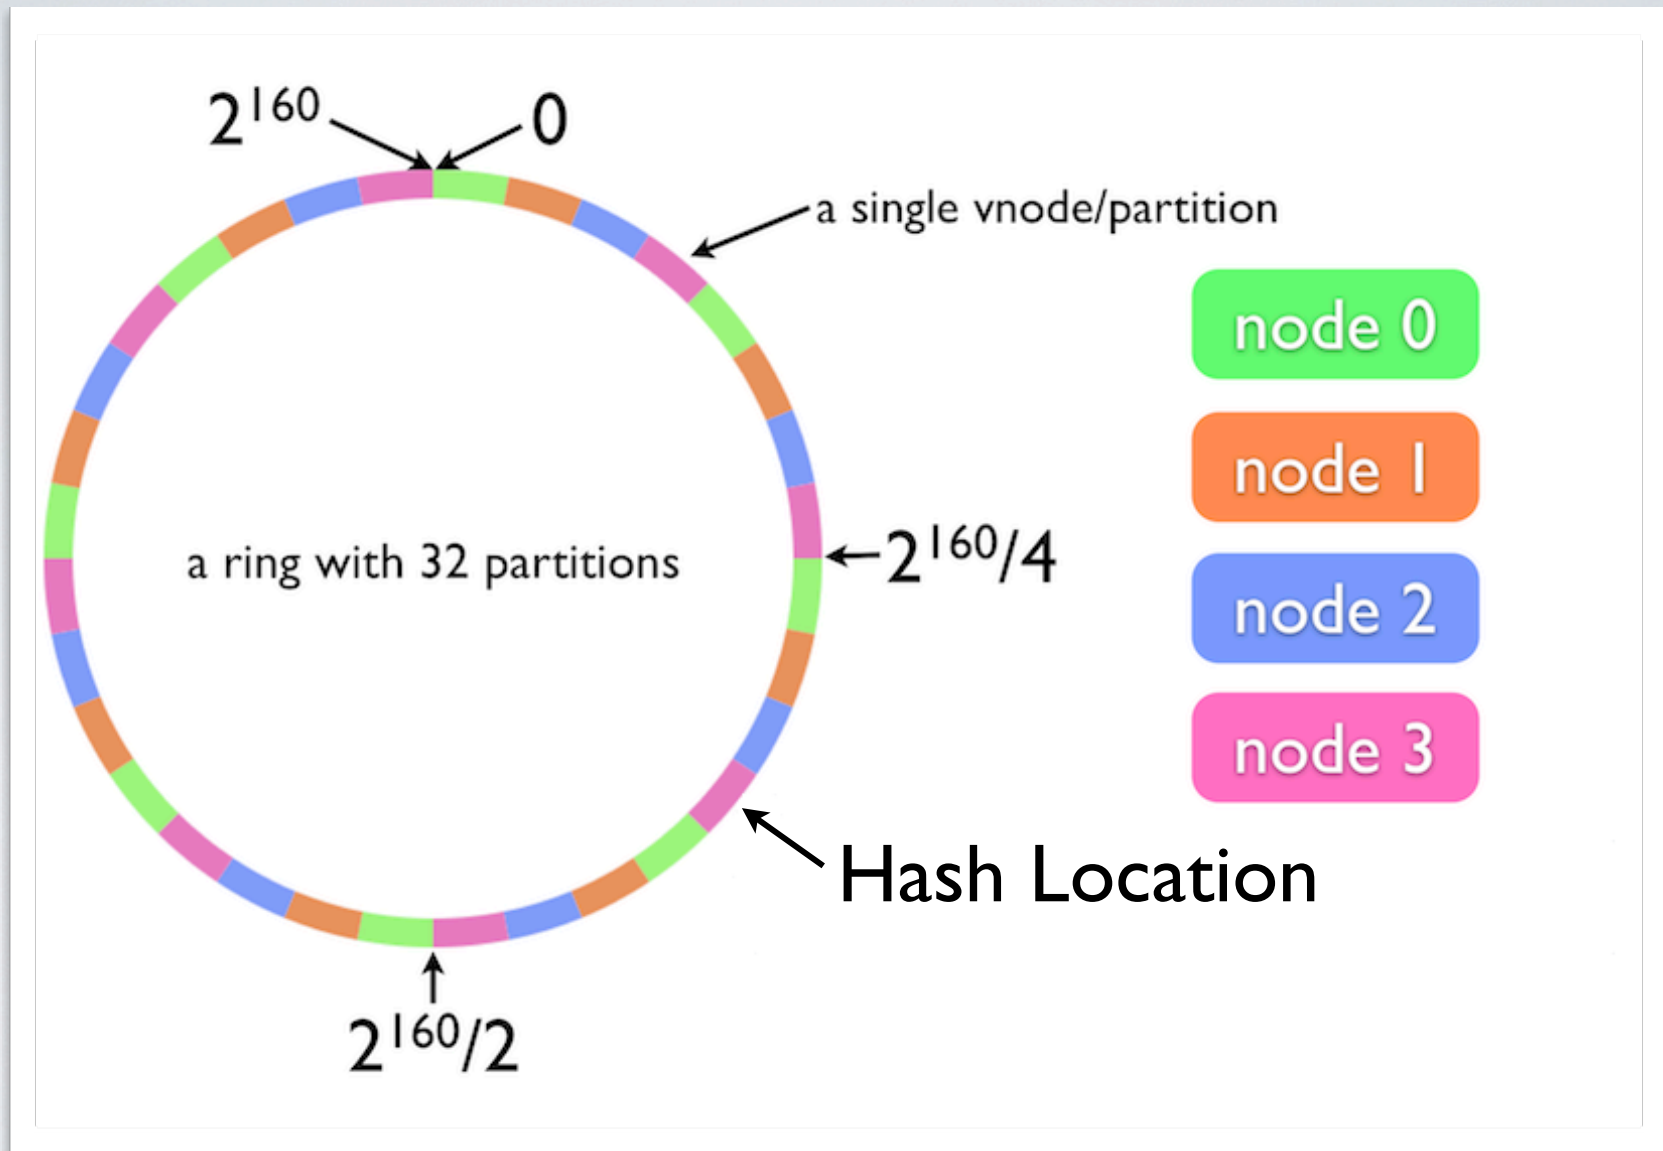 2¹⁶⁰
0
a single vnode/partition
node 0
node 1
a ring with 32 partitions
2¹⁶⁰/4
node 2
node 3
Hash Location
2¹⁶⁰/2